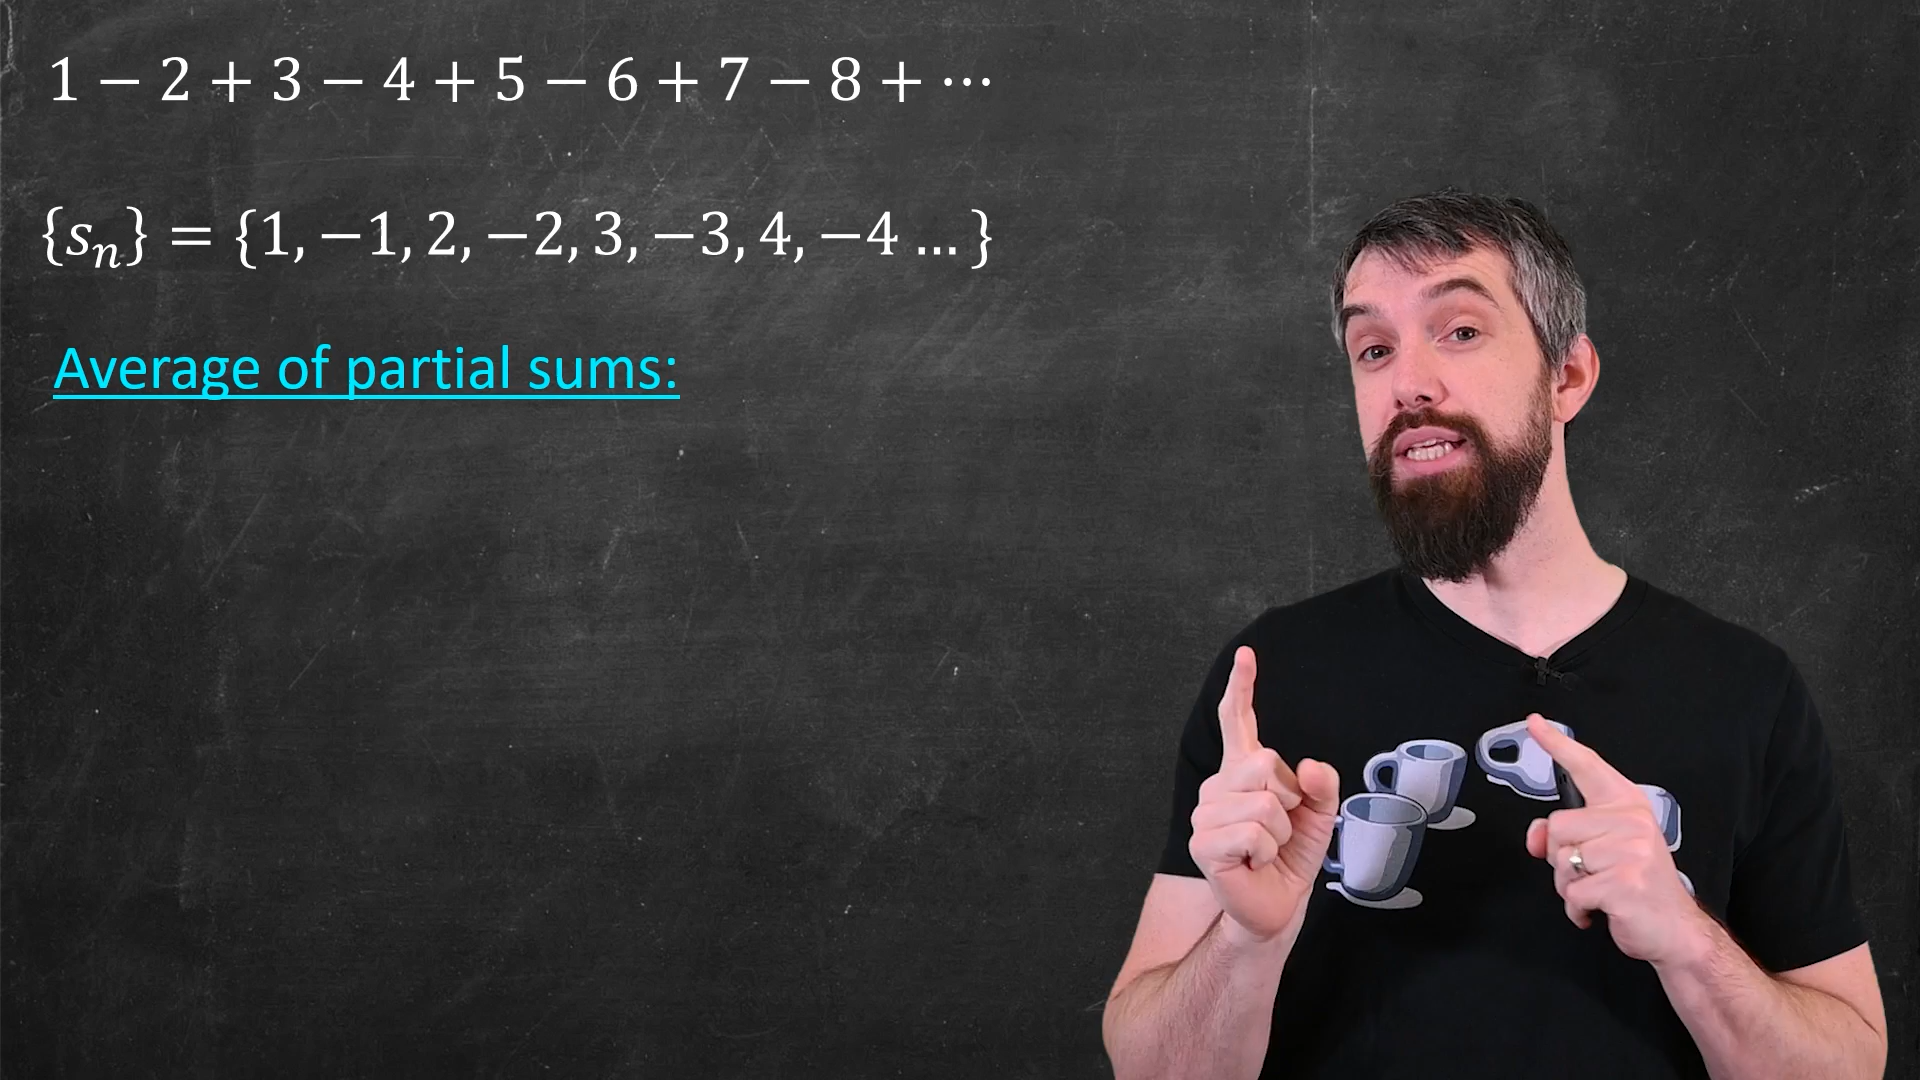 1 − 2 + 3 − 4 + 5 − 6 + 7 − 8 + ⋯
{sₙ} = {1, −1, 2, −2, 3, −3, 4, −4 … }
Average of partial sums: